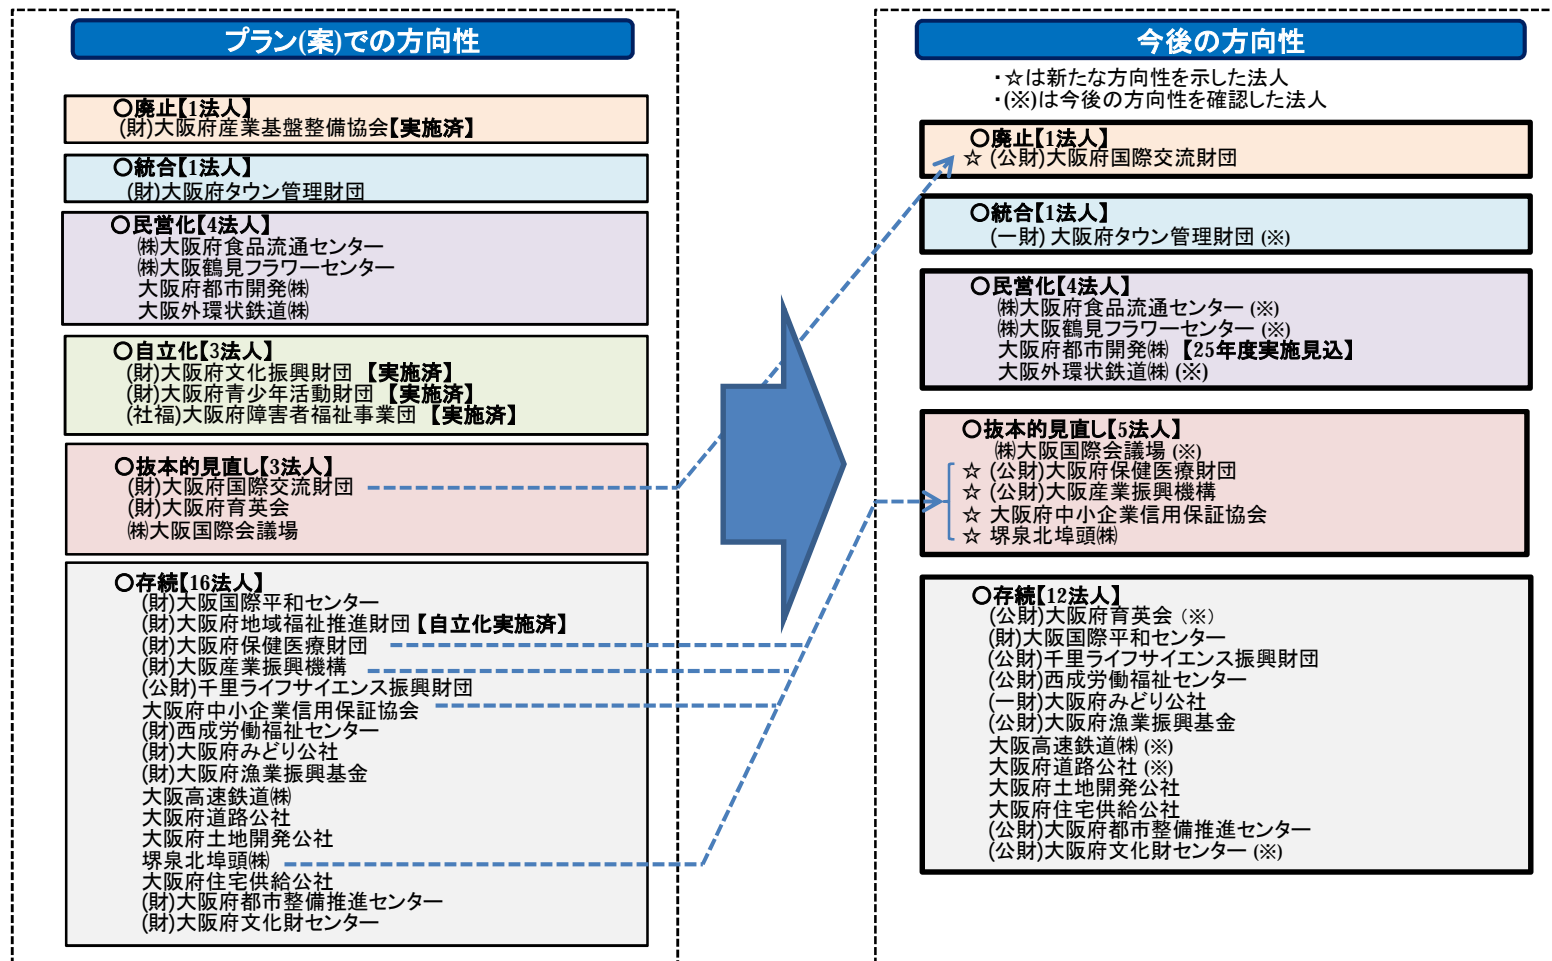 プラン(案)での方向性
○廃止【1法人】
(財)大阪府産業基盤整備協会【実施済】
○統合【1法人】
(財)大阪府タウン管理財団
○民営化【4法人】
㈱大阪府食品流通センター
㈱大阪鶴見フラワーセンター
大阪府都市開発㈱
大阪外環状鉄道㈱
○自立化【3法人】
(財)大阪府文化振興財団 【実施済】
(財)大阪府青少年活動財団 【実施済】
(社福)大阪府障害者福祉事業団 【実施済】
○抜本的見直し【3法人】
(財)大阪府国際交流財団
(財)大阪府育英会
㈱大阪国際会議場
○存続【16法人】
(財)大阪国際平和センター
(財)大阪府地域福祉推進財団 【自立化実施済】
(財)大阪府保健医療財団
(財)大阪産業振興機構
(公財)千里ライフサイエンス振興財団
大阪府中小企業信用保証協会
(財)西成労働福祉センター
(財)大阪府みどり公社
(財)大阪府漁業振興基金
大阪高速鉄道㈱
大阪府道路公社
大阪府土地開発公社
堺泉北埠頭㈱
大阪府住宅供給公社
(財)大阪府都市整備推進センター
(財)大阪府文化財センター
今後の方向性
・☆は新たな方向性を示した法人
・(※)は今後の方向性を確認した法人
○廃止【1法人】
☆ (公財)大阪府国際交流財団
○統合【1法人】
(一財) 大阪府タウン管理財団 (※)
○民営化【4法人】
㈱大阪府食品流通センター (※)
㈱大阪鶴見フラワーセンター (※)
大阪府都市開発㈱ 【25年度実施見込】
大阪外環状鉄道㈱ (※)
○抜本的見直し【5法人】
㈱大阪国際会議場 (※)
☆ (公財)大阪府保健医療財団
☆ (公財)大阪産業振興機構
☆ 大阪府中小企業信用保証協会
☆ 堺泉北埠頭㈱
○存続【12法人】
(公財)大阪府育英会 (※)
(財)大阪国際平和センター
(公財)千里ライフサイエンス振興財団
(公財)西成労働福祉センター
(一財)大阪府みどり公社
(公財)大阪府漁業振興基金
大阪高速鉄道㈱ (※)
大阪府道路公社 (※)
大阪府土地開発公社
大阪府住宅供給公社
(公財)大阪府都市整備推進センター
(公財)大阪府文化財センター (※)